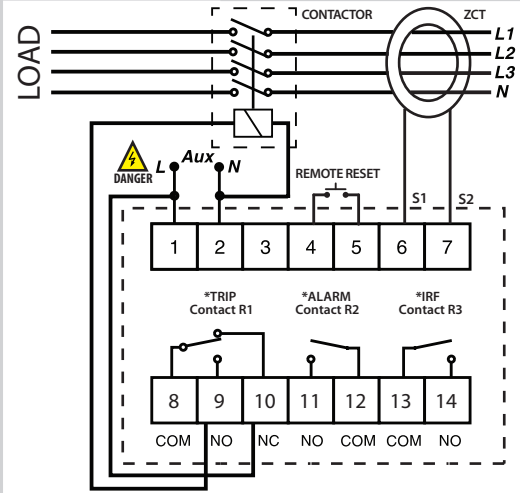 CONTACTOR
ZCT
LOAD
L1
L2
L3
N
DANGER
L Aux N
REMOTE RESET
S1 S2
1 2 3 4 5 6 7
*TRIP
Contact R1
*ALARM
Contact R2
*IRF
Contact R3
8 9 10 11 12 13 14
COM NO NC NO COM COM NO